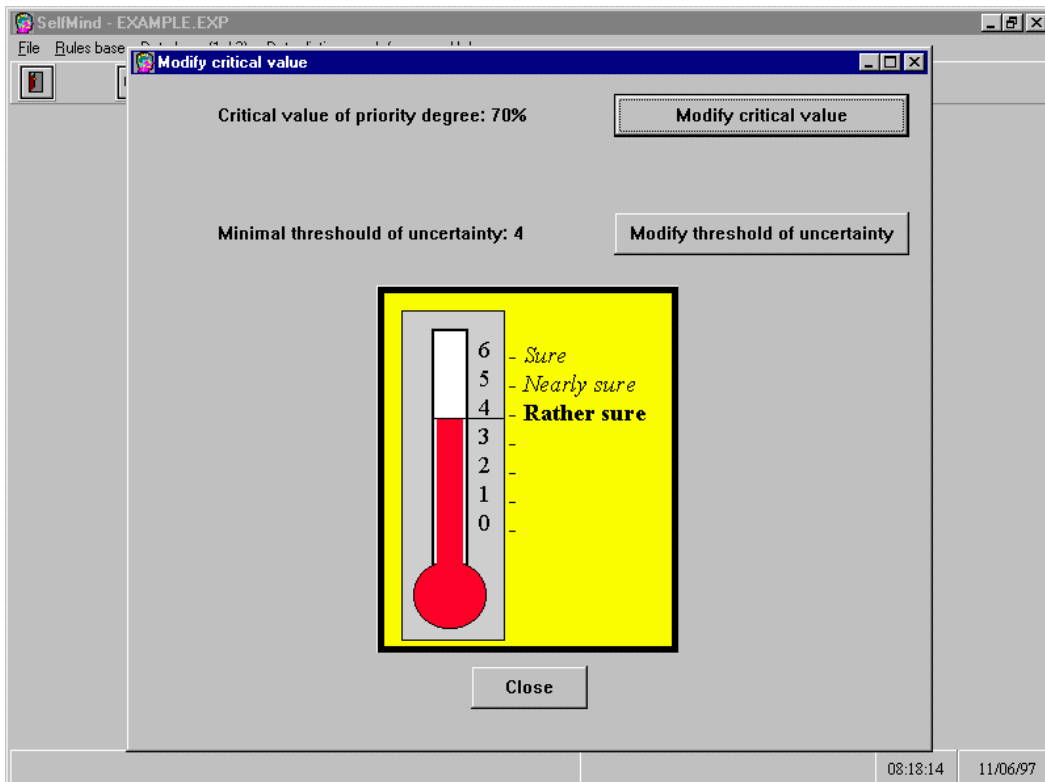 SelfMind - EXAMPLE.EXP
File Rules base
Modify critical value
Critical value of priority degree: 70%
Modify critical value
Minimal threshould of uncertainty: 4
Modify threshold of uncertainty
6 - Sure
5 - Nearly sure
4 - Rather sure
3 -
2 -
1 -
0 -
Close
08:18:14 11/06/97